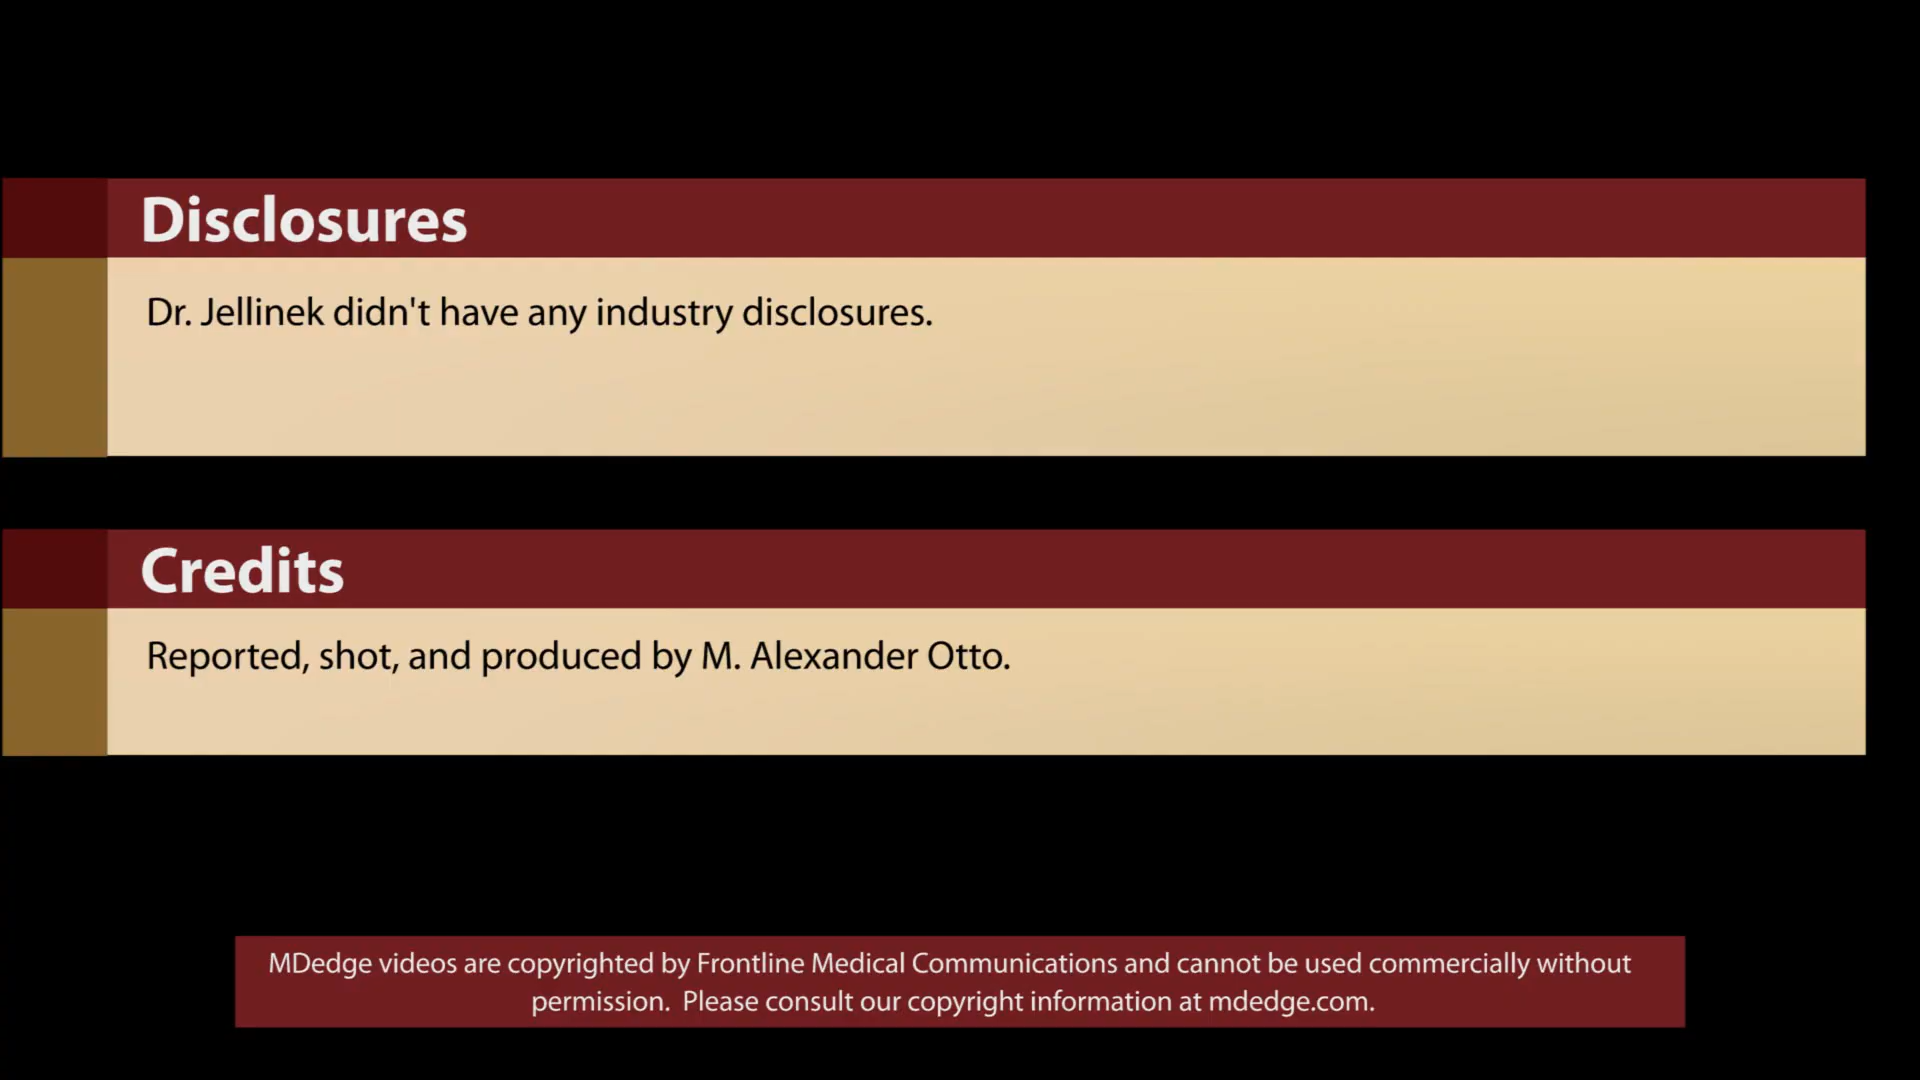 Disclosures
Dr. Jellinek didn't have any industry disclosures.
Credits
Reported, shot, and produced by M. Alexander Otto.
MDedge videos are copyrighted by Frontline Medical Communications and cannot be used commercially without
permission.  Please consult our copyright information at mdedge.com.